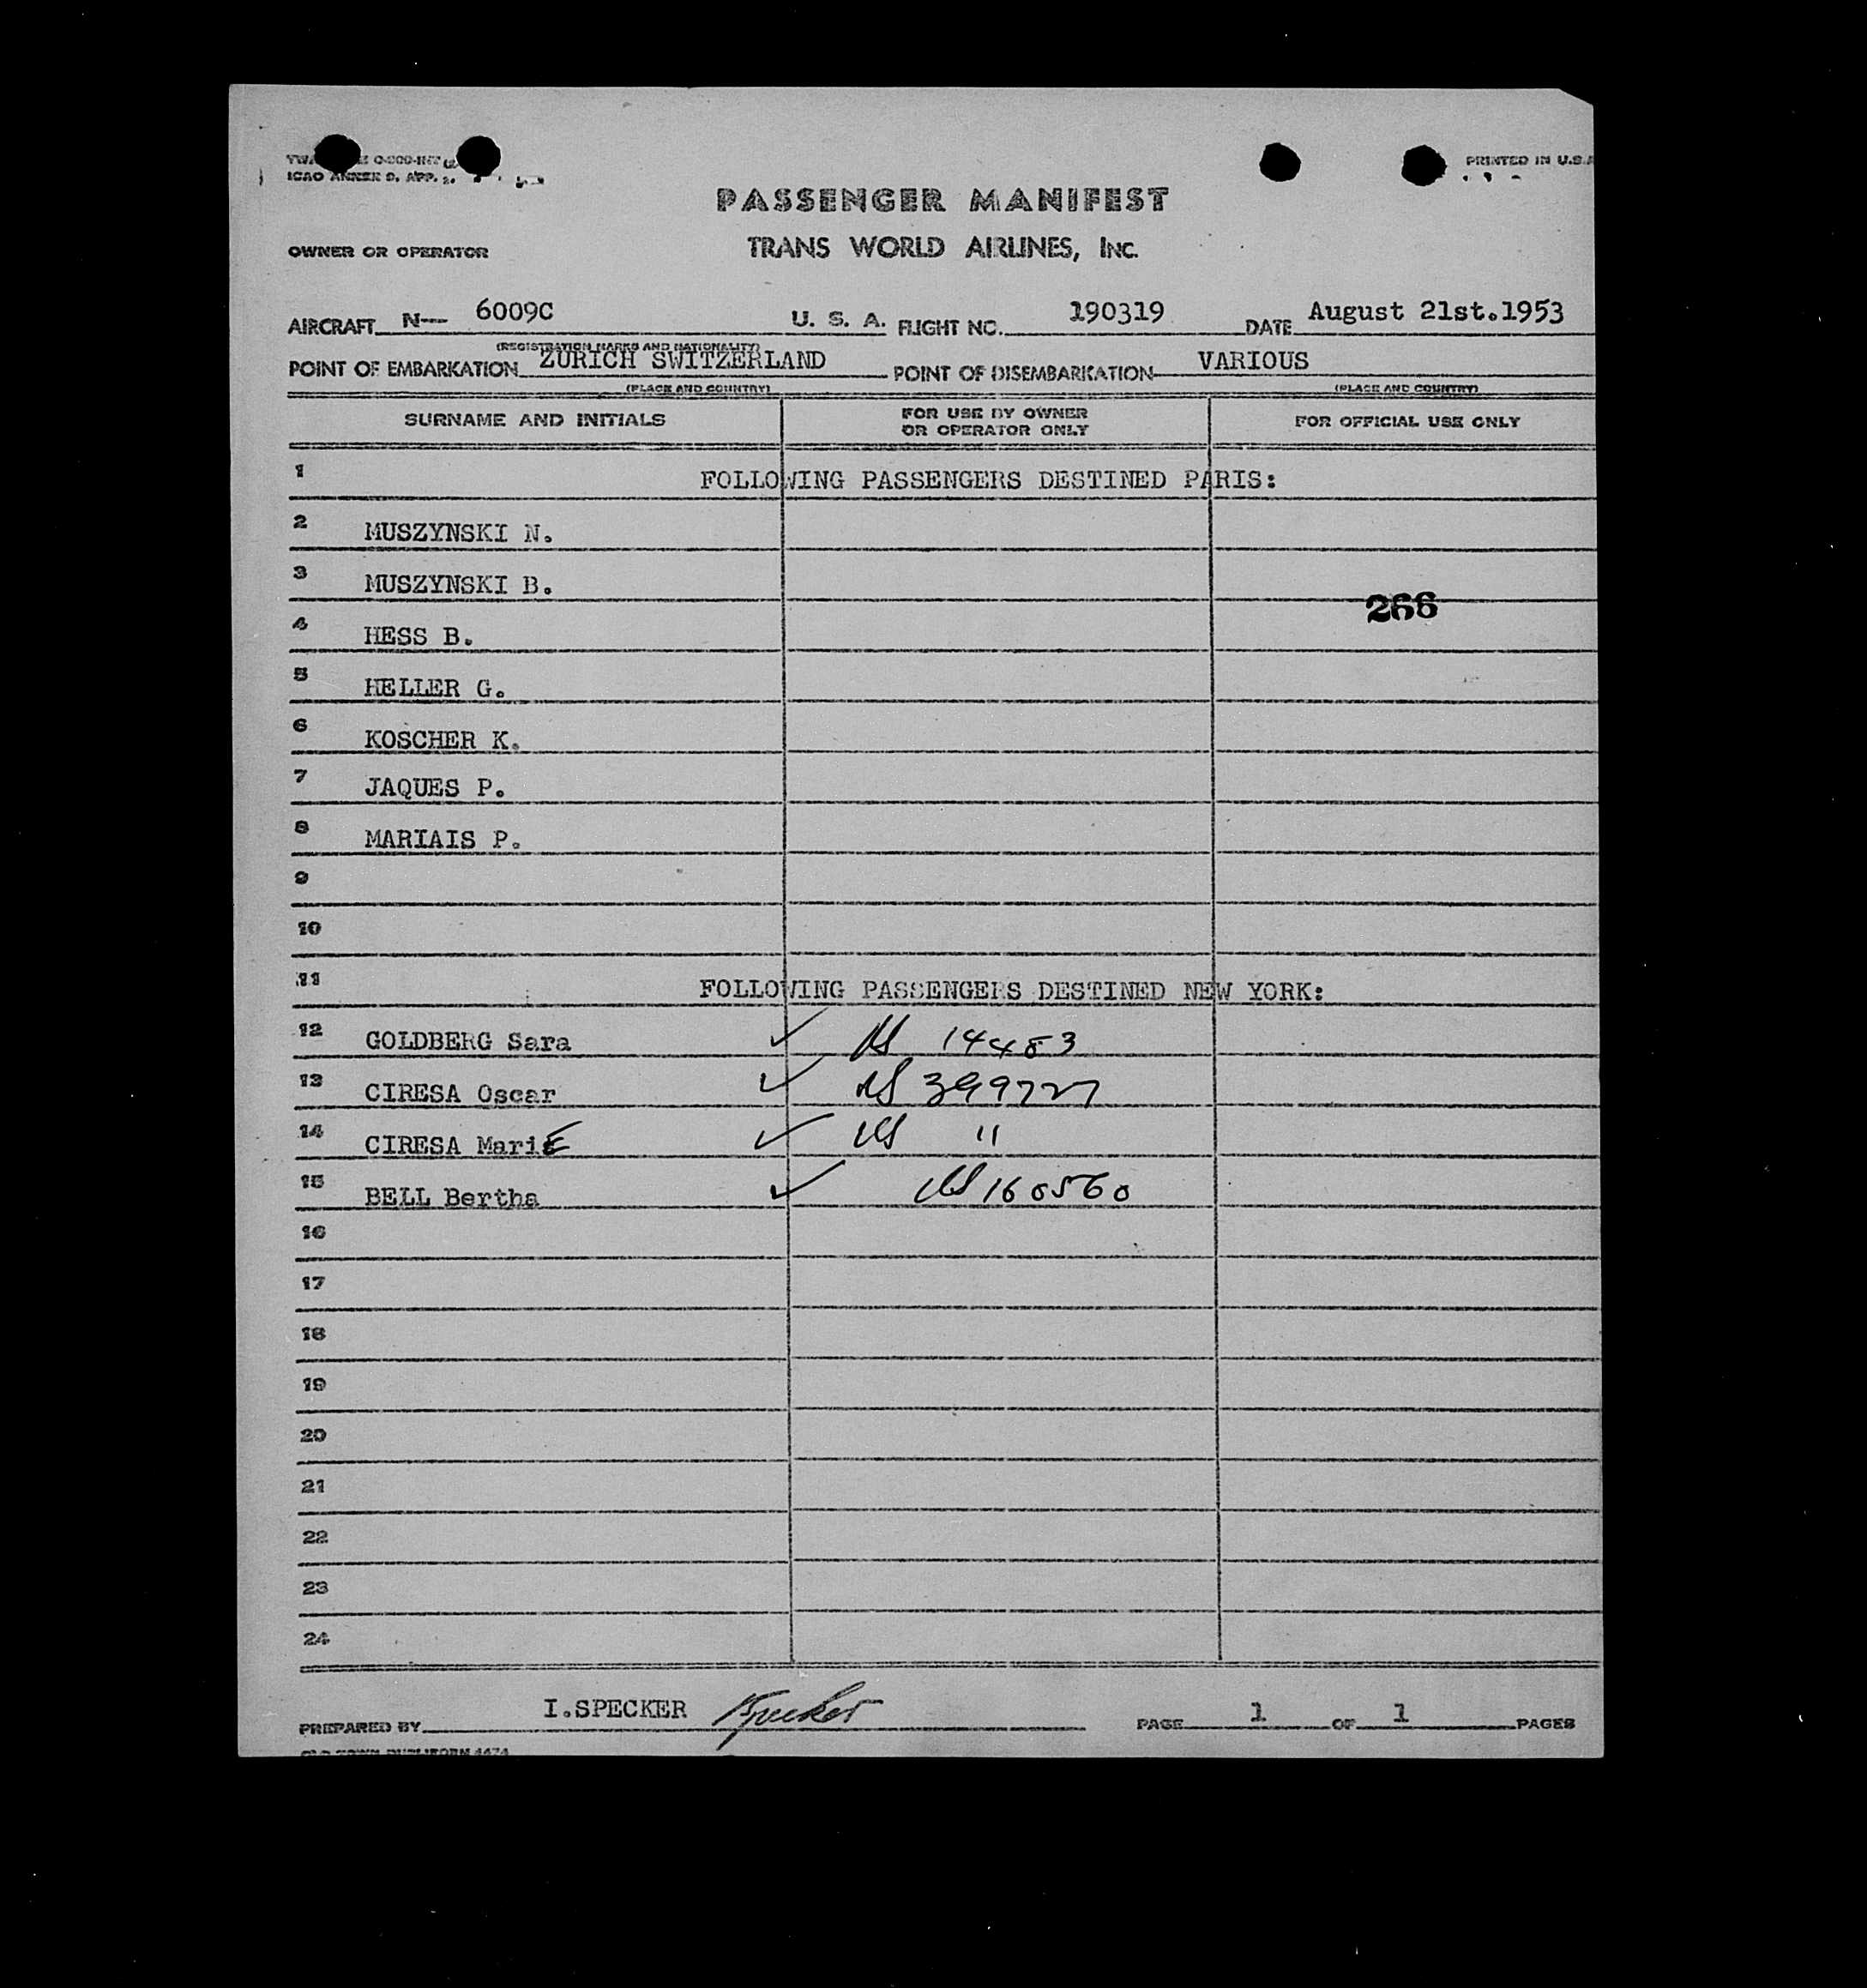 ICAO ANNEX 9, APP.
PRINTED IN U.S.A
PASSENGER MANIFEST
OWNER OR OPERATOR TRANS WORLD AIRLINES, INC.
AIRCRAFT N— 6009C U. S. A. FLIGHT NO. 190319 DATE August 21st.1953
(REGISTRATION MARKS AND NATIONALITY)
POINT OF EMBARKATION ZURICH SWITZERLAND POINT OF DISEMBARKATION VARIOUS
(PLACE AND COUNTRY) (PLACE AND COUNTRY)
SURNAME AND INITIALS FOR USE BY OWNER OR OPERATOR ONLY FOR OFFICIAL USE ONLY
1 FOLLOWING PASSENGERS DESTINED PARIS:
2 MUSZYNSKI N.
3 MUSZYNSKI B.
266
4 HESS B.
5 HELLER G.
6 KOSCHER K.
7 JAQUES P.
8 MARIAIS P.
9
10
11 FOLLOWING PASSENGERS DESTINED NEW YORK:
12 GOLDBERG Sara ✓ 14483
13 CIRESA Oscar ✓ 399727
14 CIRESA MariE ✓ "
15 BELL Bertha ✓ 160560
16
17
18
19
20
21
22
23
24
PREPARED BY I.SPECKER Specker PAGE 1 OF 1 PAGES